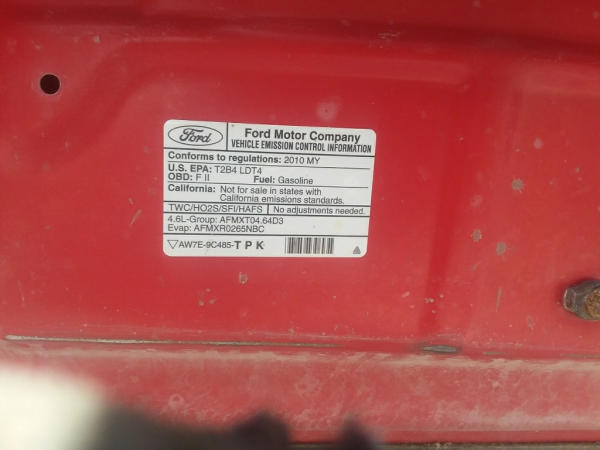 Ford
Ford Motor Company
VEHICLE EMISSION CONTROL INFORMATION
Conforms to regulations: 2010 MY
U.S. EPA: T2B4 LDT4
OBD: F II Fuel: Gasoline
California: Not for sale in states with
California emissions standards.
TWC/HO2S/SFI/HAFS No adjustments needed.
4.6L-Group: AFMXT04.64D3
Evap: AFMXR0265NBC
AW7E-9C485-TPK